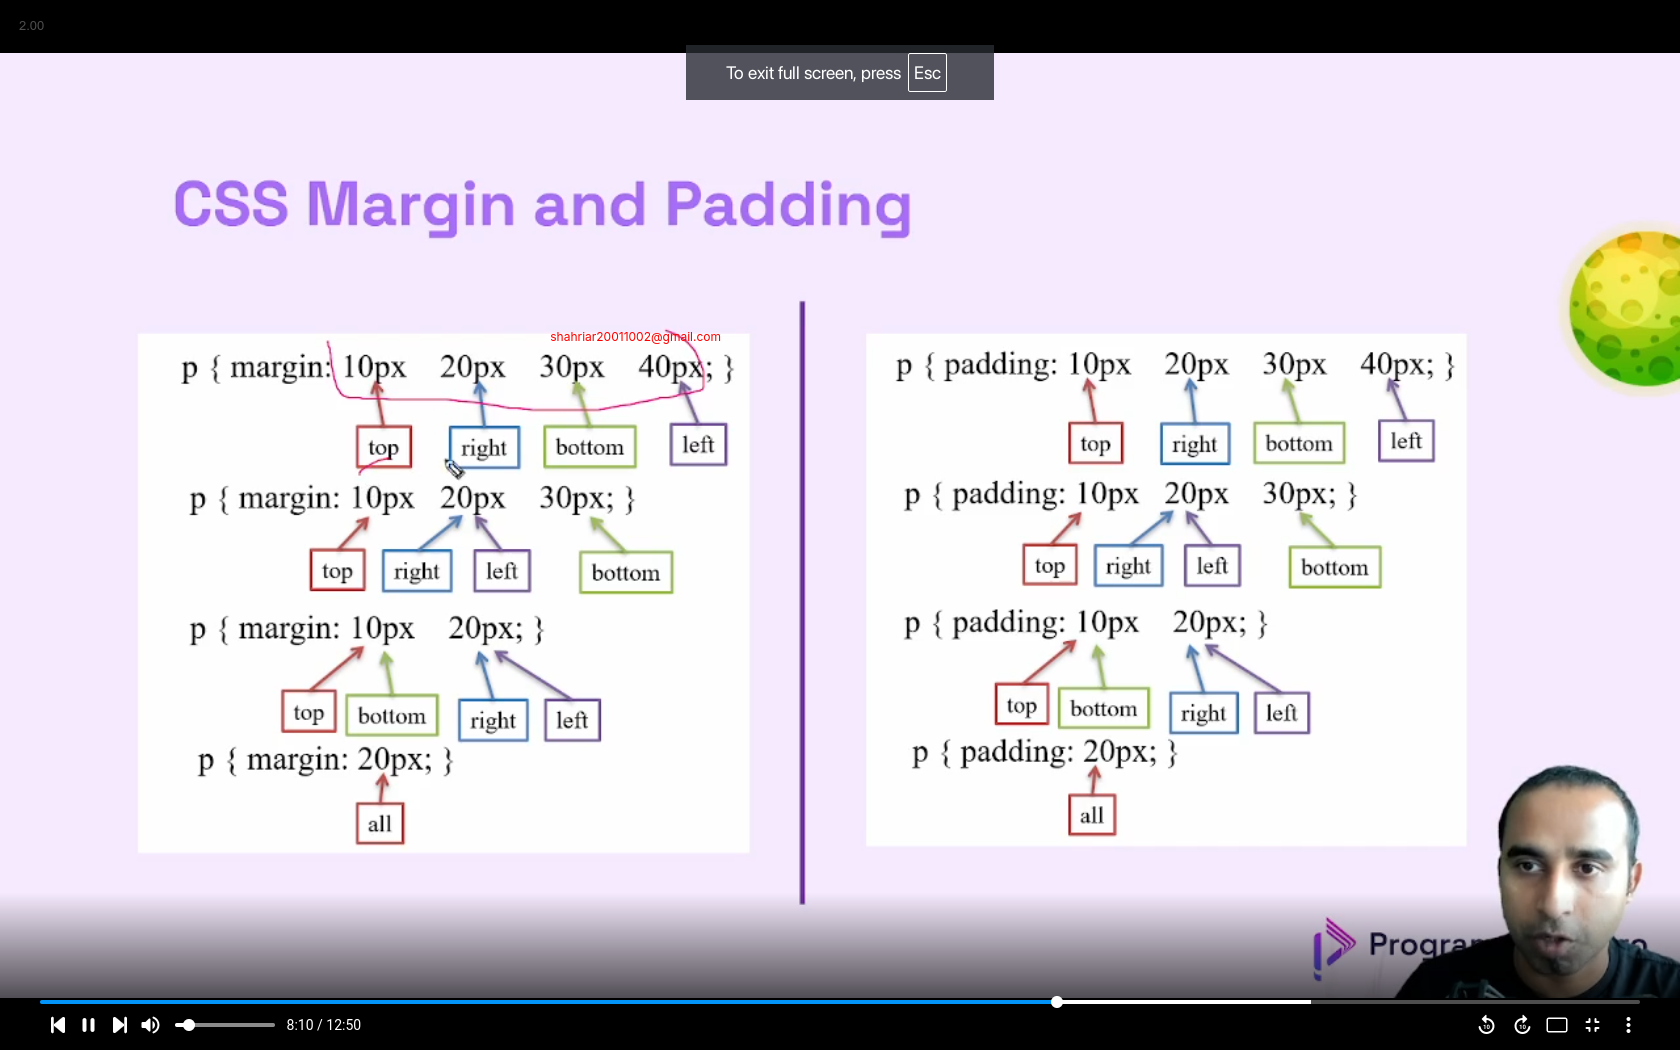 2.00
To exit full screen, press Esc
CSS Margin and Padding
shahriar20011002@gmail.com
p { margin: 10px 20px 30px 40px; }
top right bottom left
p { margin: 10px 20px 30px; }
top right left bottom
p { margin: 10px 20px; }
top bottom right left
p { margin: 20px; }
all
p { padding: 10px 20px 30px 40px; }
top right bottom left
p { padding: 10px 20px 30px; }
top right left bottom
p { padding: 10px 20px; }
top bottom right left
p { padding: 20px; }
all
8:10 / 12:50
10 10